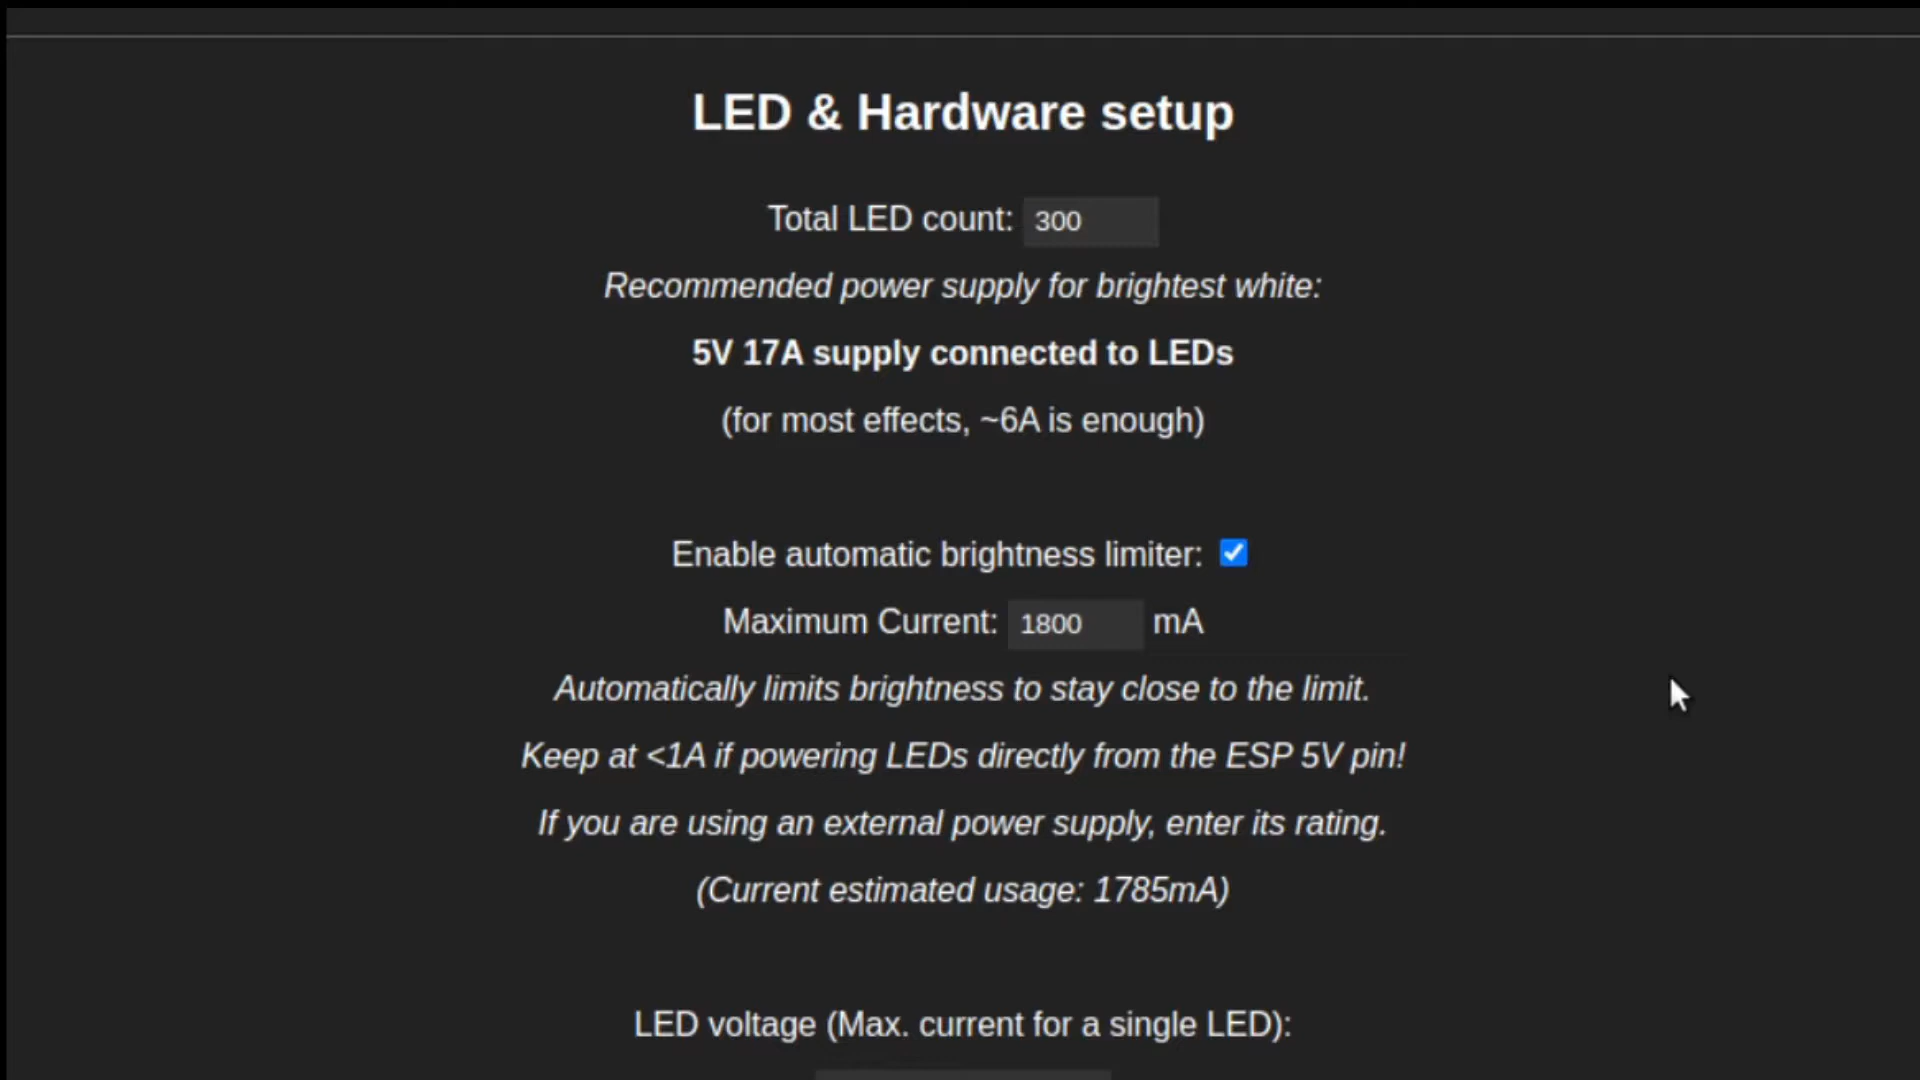 LED & Hardware setup
Total LED count: 300
Recommended power supply for brightest white:
5V 17A supply connected to LEDs
(for most effects, ~6A is enough)
Enable automatic brightness limiter:
Maximum Current: 1800 mA
Automatically limits brightness to stay close to the limit.
Keep at <1A if powering LEDs directly from the ESP 5V pin!
If you are using an external power supply, enter its rating.
(Current estimated usage: 1785mA)
LED voltage (Max. current for a single LED):